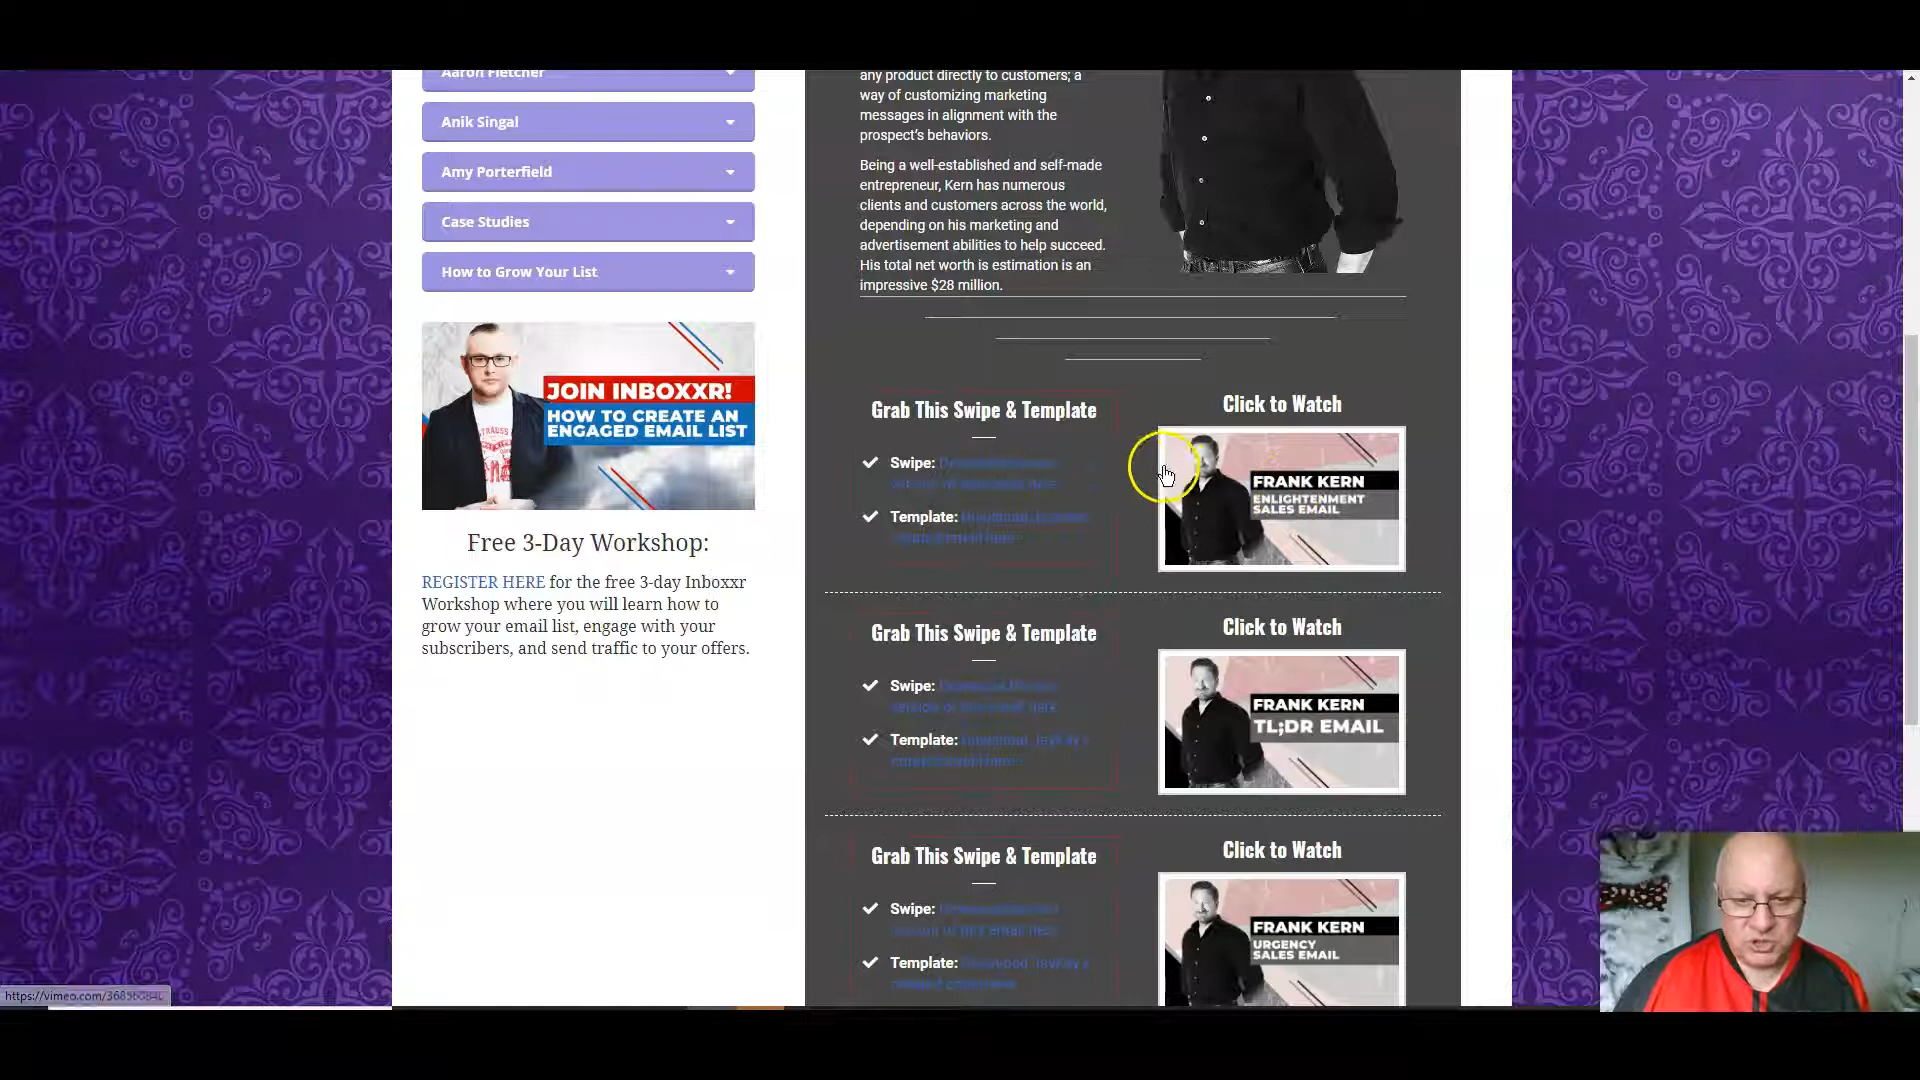 Aaron Fletcher
Anik Singal
Amy Porterfield
Case Studies
How to Grow Your List
JOIN INBOXXR!
HOW TO CREATE AN
ENGAGED EMAIL LIST
Free 3-Day Workshop:
REGISTER HERE for the free 3-day Inboxxr
Workshop where you will learn how to
grow your email list, engage with your
subscribers, and send traffic to your offers.
any product directly to customers; a
way of customizing marketing
messages in alignment with the
prospect's behaviors.
Being a well-established and self-made
entrepreneur, Kern has numerous
clients and customers across the world,
depending on his marketing and
advertisement abilities to help succeed.
His total net worth is estimation is an
impressive $28 million.
Grab This Swipe & Template
Swipe:
Template:
Click to Watch
FRANK KERN
ENLIGHTENMENT
SALES EMAIL
Grab This Swipe & Template
Swipe:
version of this email here
Template:
Click to Watch
FRANK KERN
TL;DR EMAIL
Grab This Swipe & Template
Swipe:
Template:
Click to Watch
FRANK KERN
URGENCY
SALES EMAIL